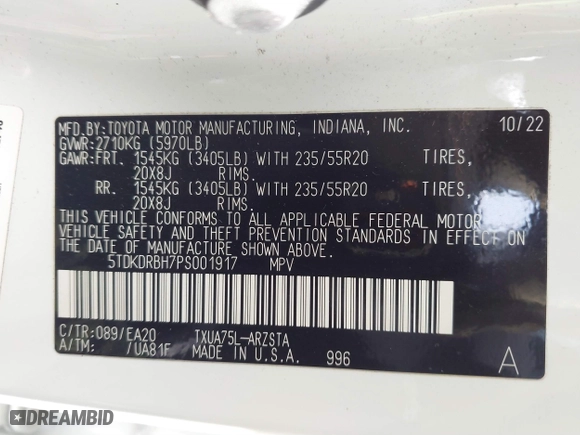 MFD.BY:TOYOTA MOTOR MANUFACTURING, INDIANA, INC. 10/22
GVWR:2710KG (5970LB)
GAWR:FRT. 1545KG (3405LB) WITH 235/55R20 TIRES,
20X8J RIMS.
RR. 1545KG (3405LB) WITH 235/55R20 TIRES,
20X8J RIMS.
THIS VEHICLE CONFORMS TO ALL APPLICABLE FEDERAL MOTOR
VEHICLE SAFETY AND THEFT PREVENTION STANDARDS IN EFFECT ON
THE DATE OF MANUFACTURE SHOWN ABOVE.
5TDKDRBH7PS001917 MPV
C/TR:089/EA20 TXUA75L-ARZSTA
A/TM: /UA81F MADE IN U.S.A. 996 A
DREAMBID